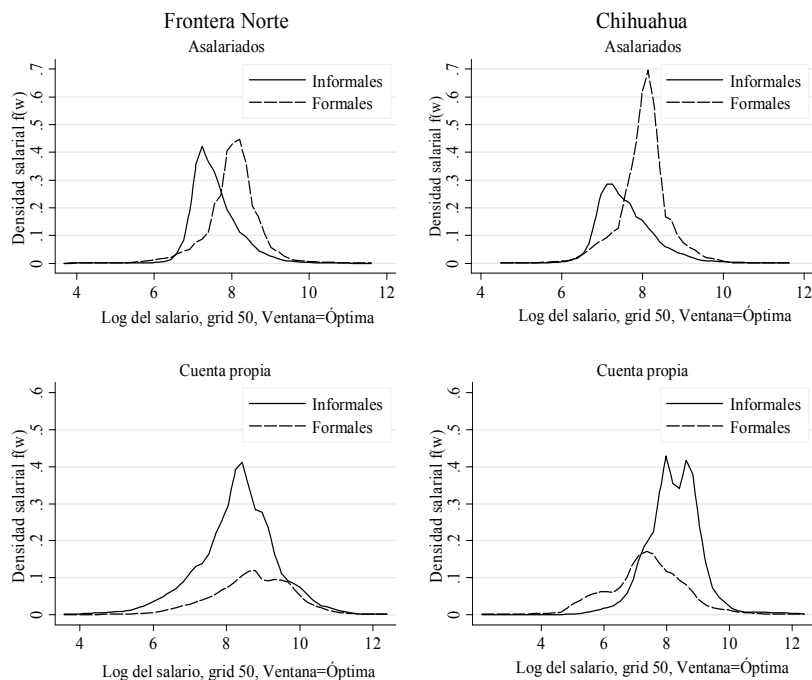 Frontera Norte
Asalariados
Densidad salarial f(w)
0 .1 .2 .3 .4 .5 .6 .7
Informales
Formales
4 6 8 10 12
Log del salario, grid 50, Ventana=Óptima
Chihuahua
Asalariados
Densidad salarial f(w)
0 .1 .2 .3 .4 .5 .6 .7
Informales
Formales
4 6 8 10 12
Log del salario, grid 50, Ventana=Óptima
Cuenta propia
Densidad salarial f(w)
0 .1 .2 .3 .4 .5 .6
Informales
Formales
4 6 8 10 12
Log del salario, grid 50, Ventana=Óptima
Cuenta propia
Densidad salarial f(w)
0 .1 .2 .3 .4 .5 .6
Informales
Formales
2 4 6 8 10 12
Log del salario, grid 50, Ventana=Óptima